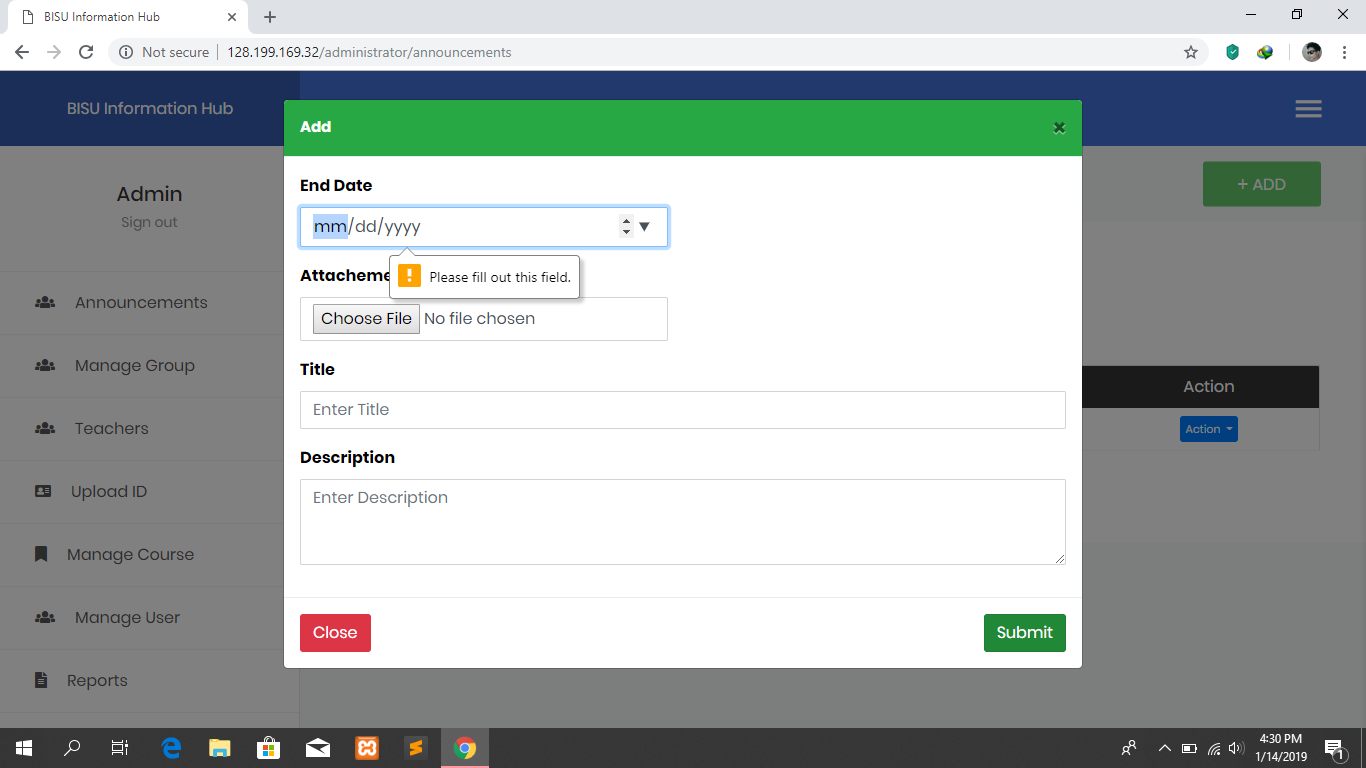 BISU Information Hub
Not secure
128.199.169.32/administrator/announcements
BISU Information Hub
Admin
Sign out
Announcements
Manage Group
Teachers
Upload ID
Manage Course
Manage User
Reports
+ ADD
Action
Action
Add
End Date
mm/dd/yyyy
Please fill out this field.
Attacheme
Choose File No file chosen
Title
Enter Title
Description
Enter Description
Close
Submit
4:30 PM
1/14/2019
1